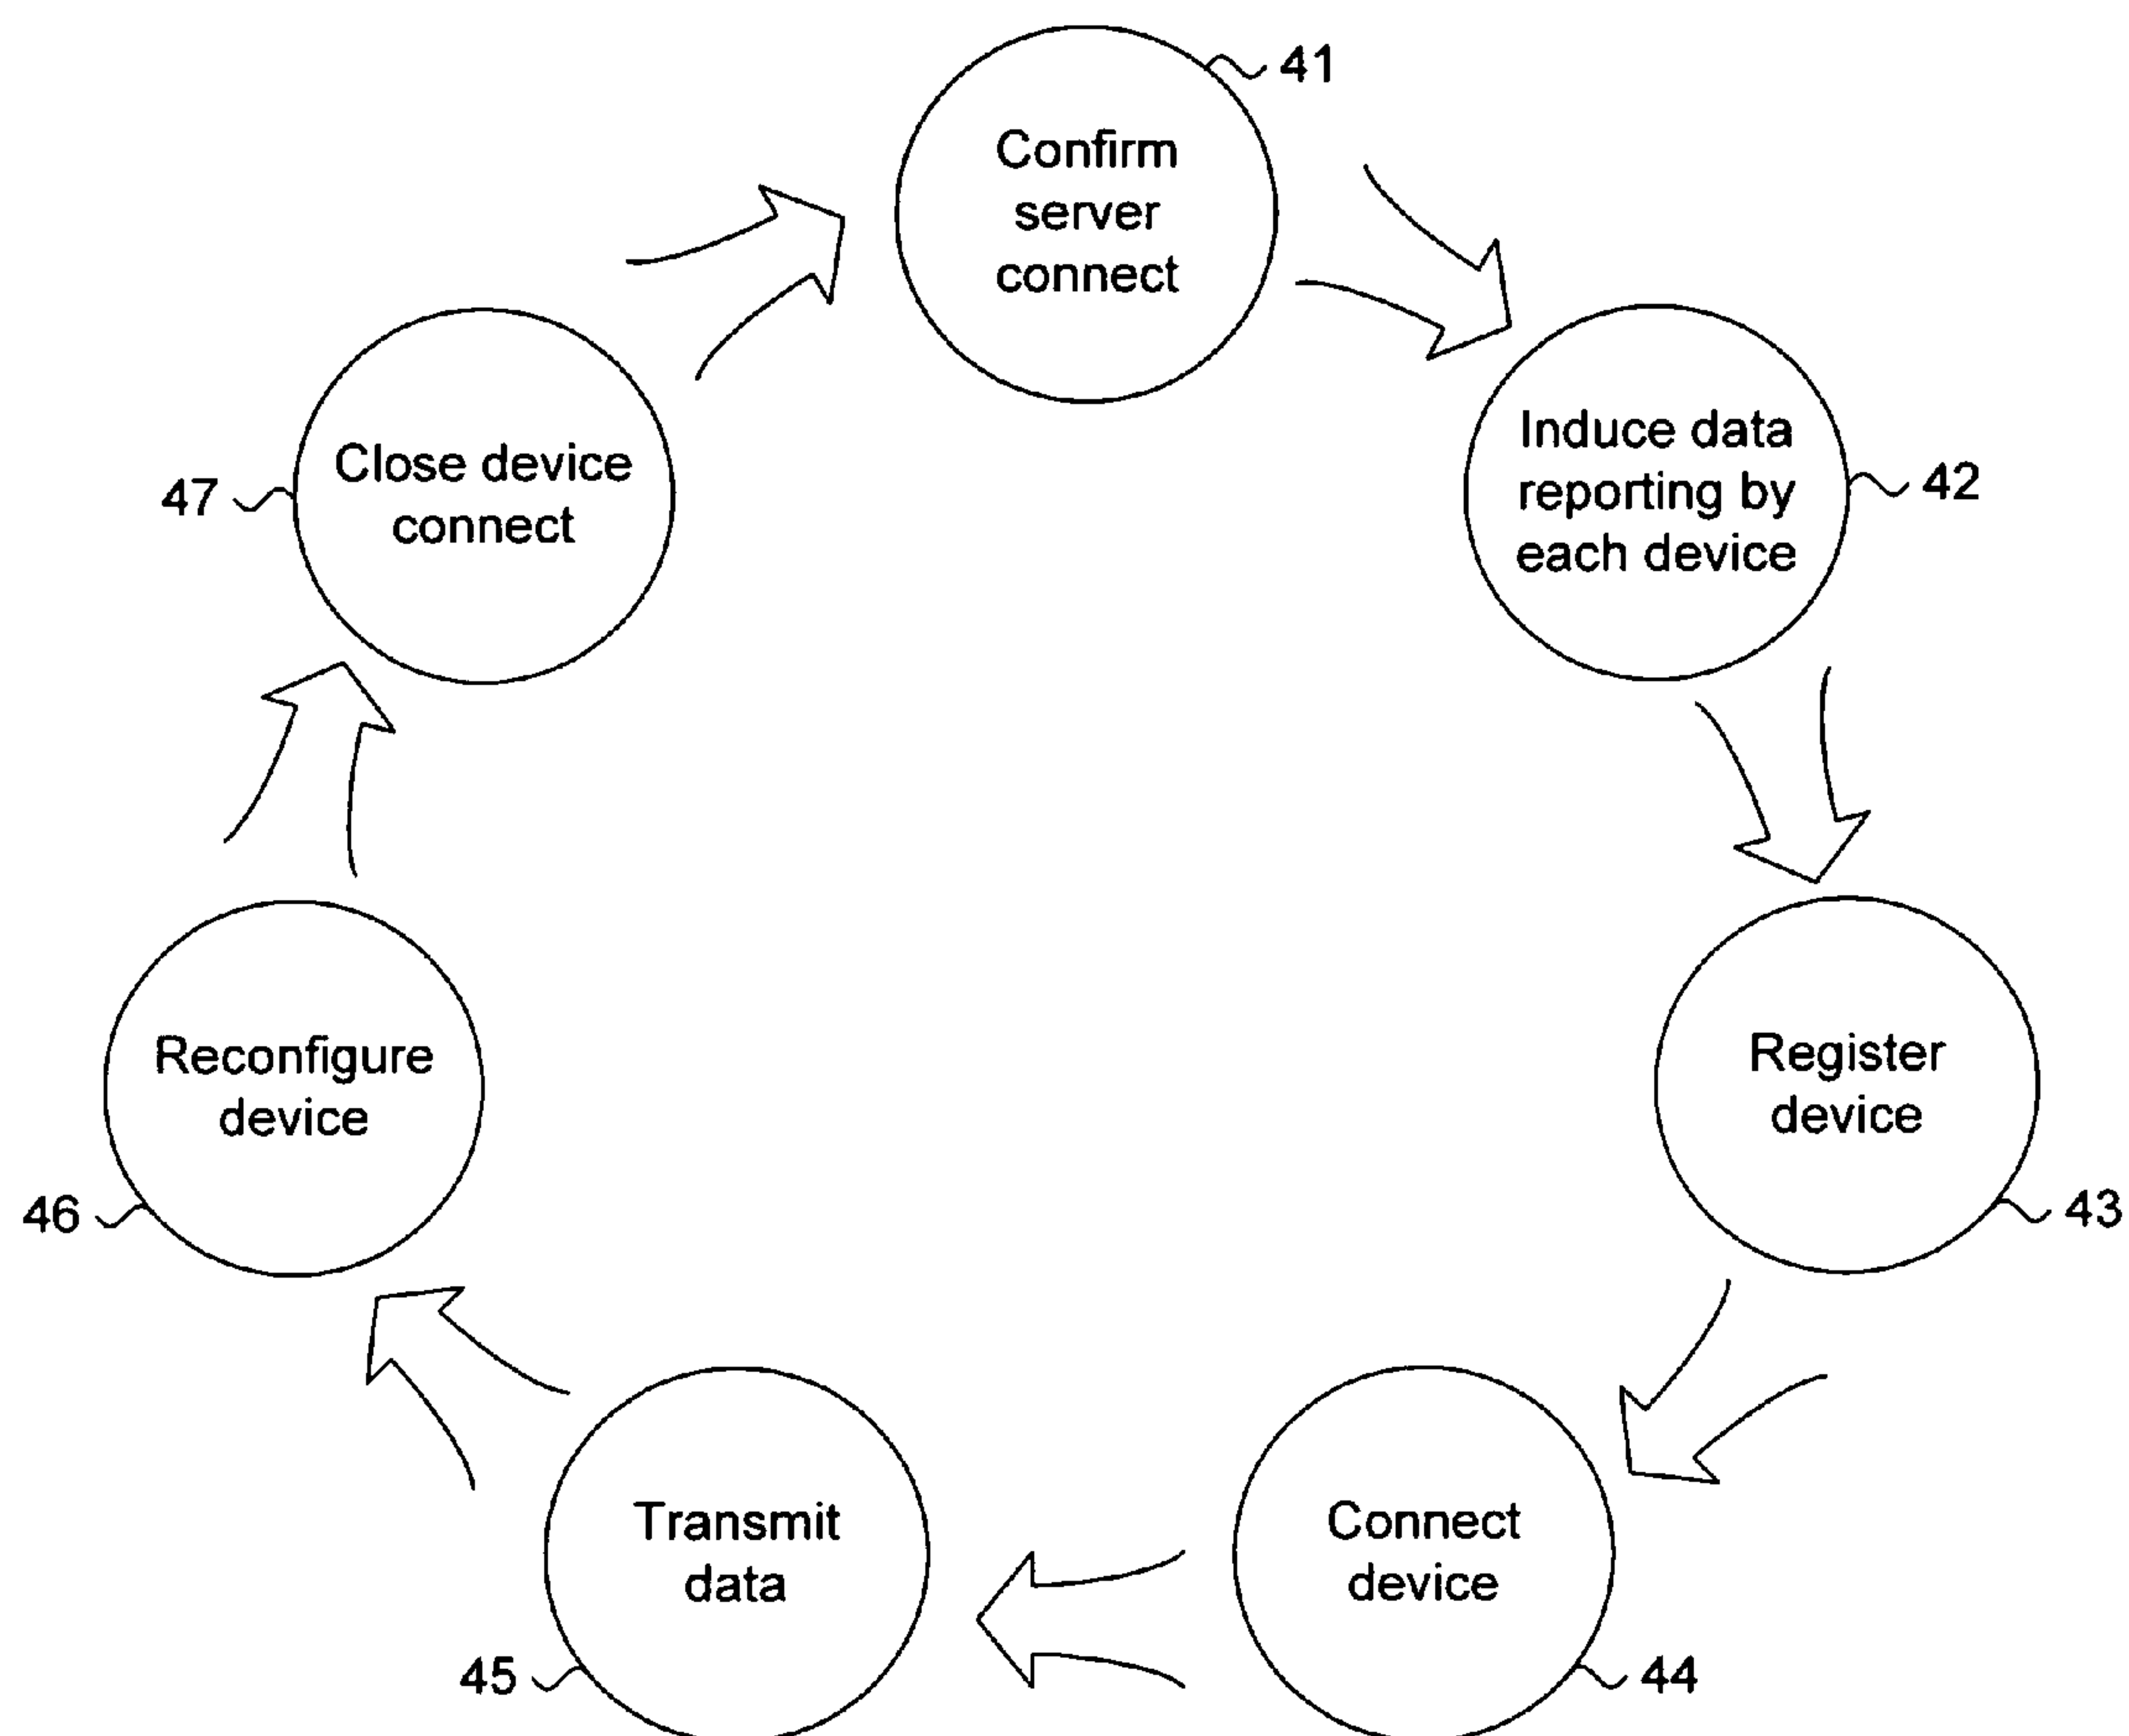 Confirm
server
connect
41
Induce data
reporting by
each device
42
Register
device
43
Connect
device
44
Transmit
data
45
Reconfigure
device
46
Close device
connect
47